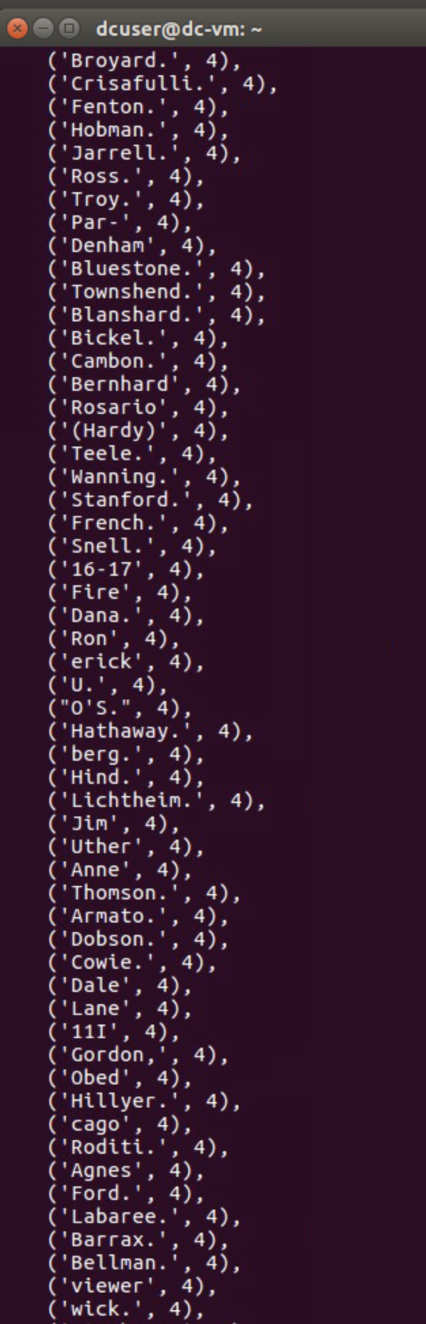 dcuser@dc-vm: ~
('Broyard.', 4),
('Crisafulli.', 4),
('Fenton.', 4),
('Hobman.', 4),
('Jarrell.', 4),
('Ross.', 4),
('Troy.', 4),
('Par-', 4),
('Denham', 4),
('Bluestone.', 4),
('Townshend.', 4),
('Blanshard.', 4),
('Bickel.', 4),
('Cambon.', 4),
('Bernhard', 4),
('Rosario', 4),
('(Hardy)', 4),
('Teele.', 4),
('Wanning.', 4),
('Stanford.', 4),
('French.', 4),
('Snell.', 4),
('16-17', 4),
('Fire', 4),
('Dana.', 4),
('Ron', 4),
('erick', 4),
('U.', 4),
("O'S.", 4),
('Hathaway.', 4),
('berg.', 4),
('Hind.', 4),
('Lichtheim.', 4),
('Jim', 4),
('Uther', 4),
('Anne', 4),
('Thomson.', 4),
('Armato.', 4),
('Dobson.', 4),
('Cowie.', 4),
('Dale', 4),
('Lane', 4),
('11I', 4),
('Gordon,', 4),
('Obed', 4),
('Hillyer.', 4),
('cago', 4),
('Roditi.', 4),
('Agnes', 4),
('Ford.', 4),
('Labaree.', 4),
('Barrax.', 4),
('Bellman.', 4),
('viewer', 4),
('wick.', 4),